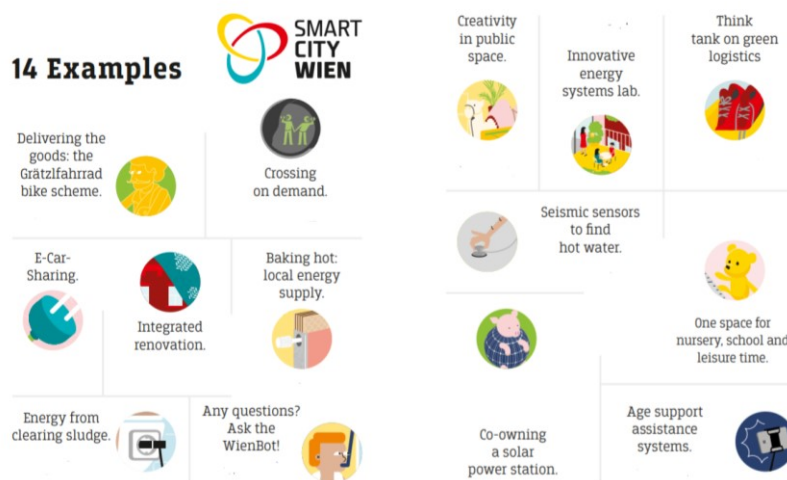 14 Examples
SMART
CITY
WIEN
Delivering the
goods: the
Grätzlfahrrad
bike scheme.
Crossing
on demand.
E-Car-
Sharing.
Integrated
renovation.
Baking hot:
local energy
supply.
Energy from
clearing sludge.
Any questions?
Ask the
WienBot!
Creativity
in public
space.
Innovative
energy
systems lab.
Think
tank on green
logistics
Seismic sensors
to find
hot water.
One space for
nursery, school and
leisure time.
Co-owning
a solar
power station.
Age support
assistance
systems.